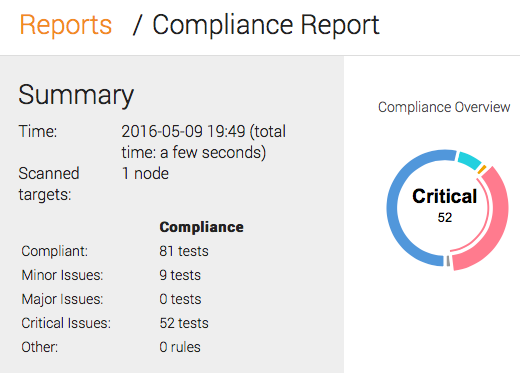 Reports / Compliance Report
Summary
Compliance Overview
Time: 2016-05-09 19:49 (total
time: a few seconds)
Scanned 1 node
targets:
Compliance
Compliant: 81 tests
Minor Issues: 9 tests
Major Issues: 0 tests
Critical Issues: 52 tests
Other: 0 rules
Critical
52